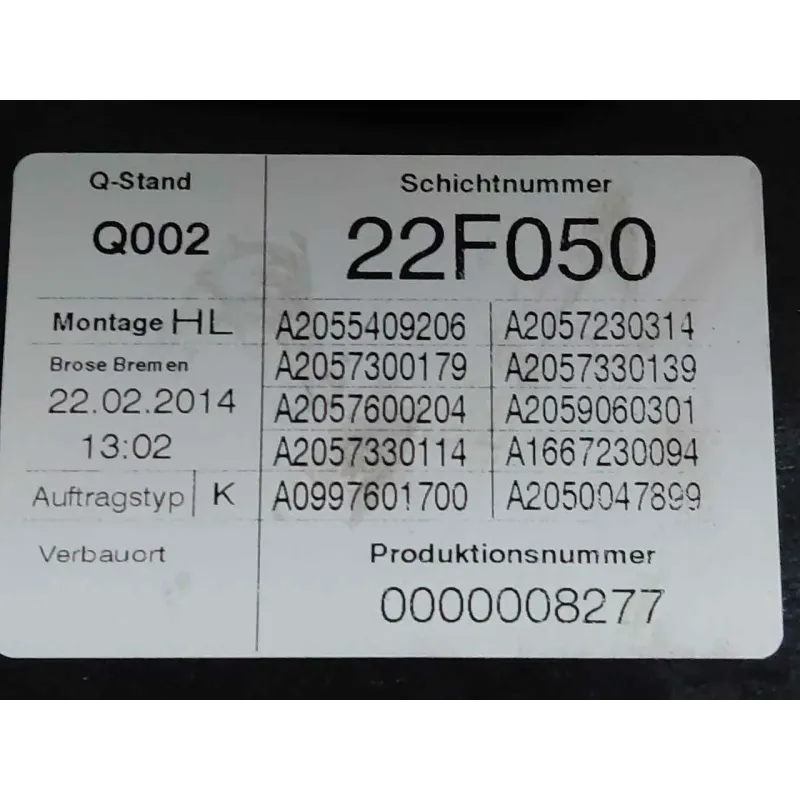 Q-Stand
Q002
Schichtnummer
22F050
Montage HL
Brose Bremen
22.02.2014
13:02
Auftragstyp K
Verbauort
A2055409206 A2057230314
A2057300179 A2057330139
A2057600204 A2059060301
A2057330114 A1667230094
A0997601700 A2050047899
Produktionsnummer
0000008277